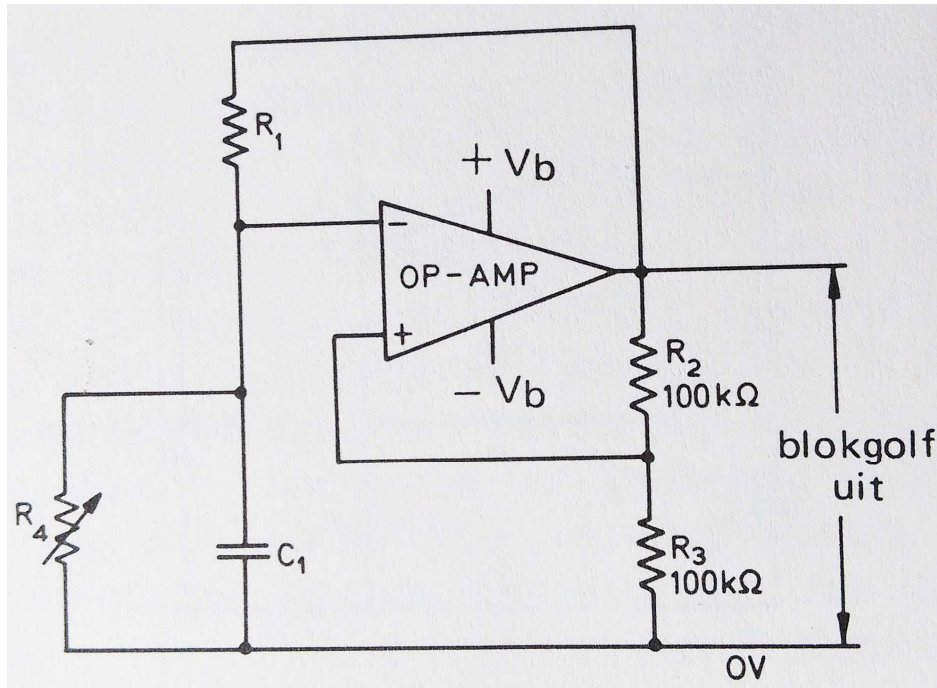 R₁
+ Vb
−
OP-AMP
+
− Vb
R₂
100kΩ
blokgolf
uit
R₄
C₁
R₃
100kΩ
0V